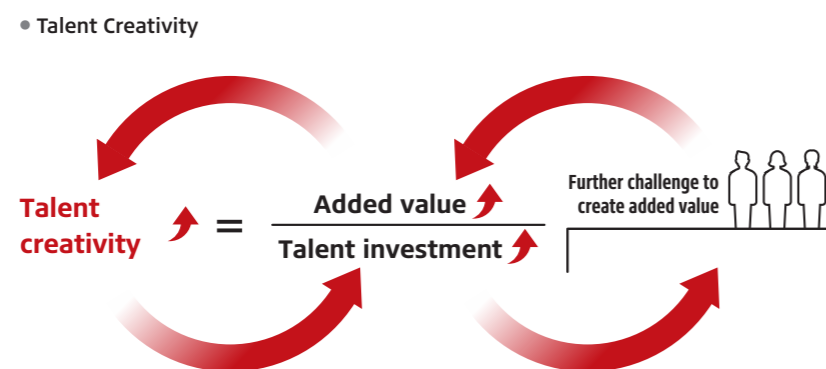 • Talent Creativity
Talent
creativity
=
Added value
Talent investment
Further challenge to
create added value